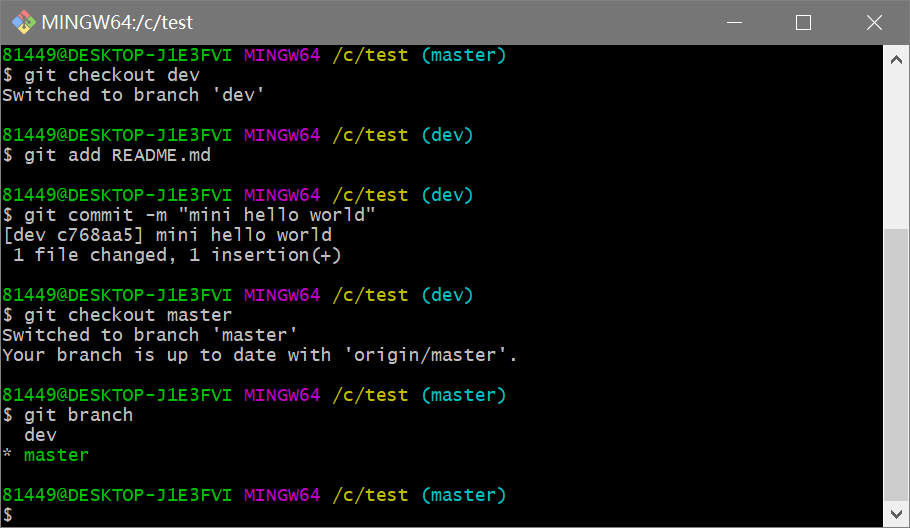 MINGW64:/c/test
81449@DESKTOP-J1E3FVI MINGW64 /c/test (master)
$ git checkout dev
Switched to branch 'dev'
81449@DESKTOP-J1E3FVI MINGW64 /c/test (dev)
$ git add README.md
81449@DESKTOP-J1E3FVI MINGW64 /c/test (dev)
$ git commit -m "mini hello world"
[dev c768aa5] mini hello world
 1 file changed, 1 insertion(+)
81449@DESKTOP-J1E3FVI MINGW64 /c/test (dev)
$ git checkout master
Switched to branch 'master'
Your branch is up to date with 'origin/master'.
81449@DESKTOP-J1E3FVI MINGW64 /c/test (master)
$ git branch
  dev
* master
81449@DESKTOP-J1E3FVI MINGW64 /c/test (master)
$